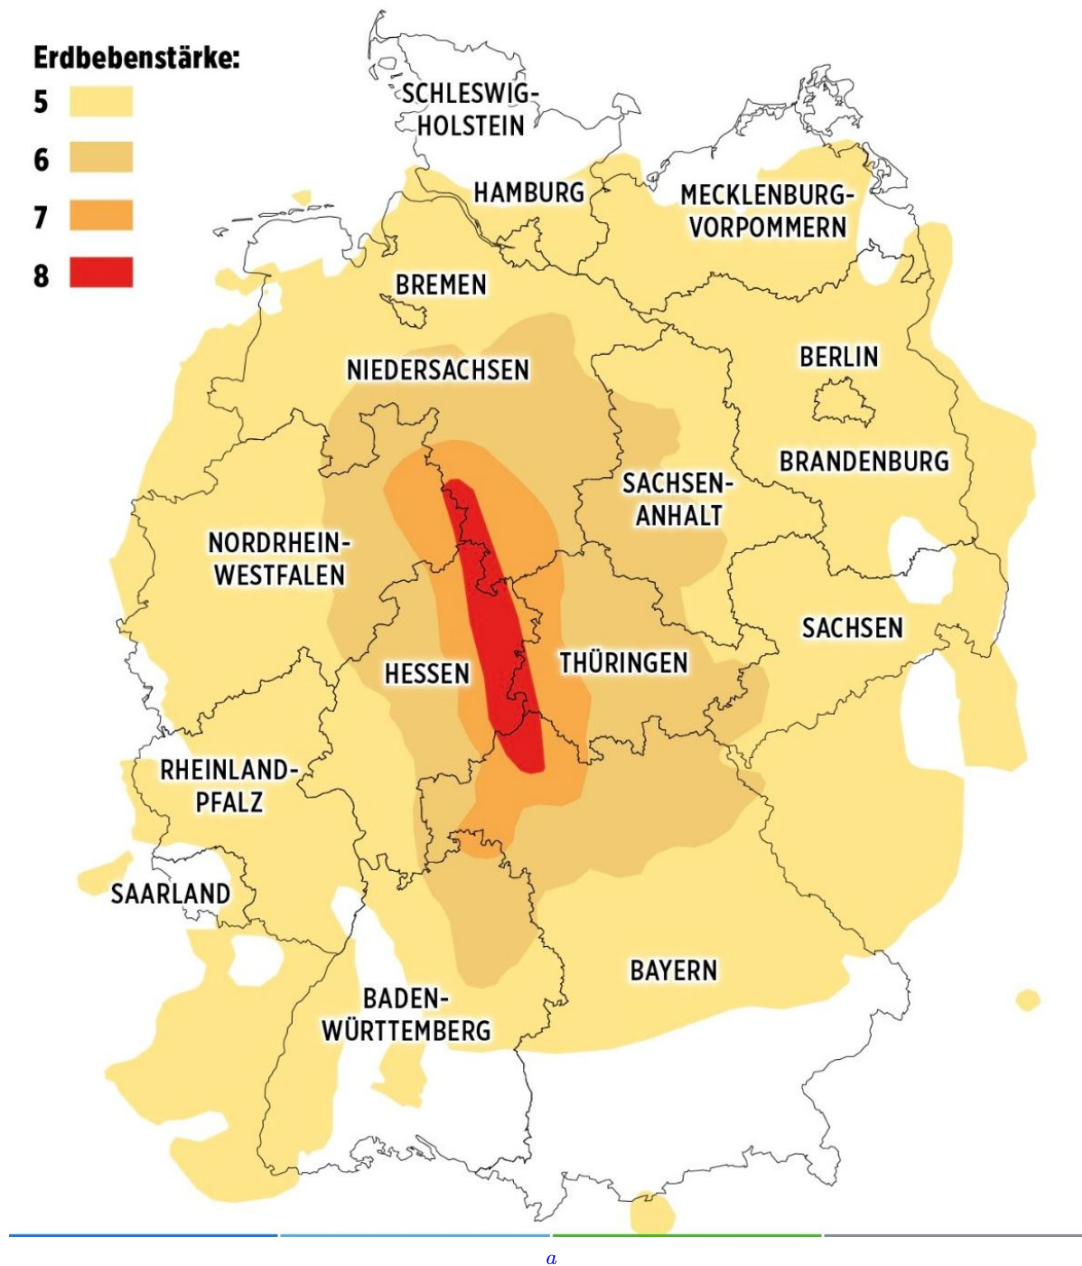 Erdbebenstärke:
5
6
7
8
SCHLESWIG-
HOLSTEIN
HAMBURG
MECKLENBURG-
VORPOMMERN
BREMEN
NIEDERSACHSEN
BERLIN
BRANDENBURG
SACHSEN-
ANHALT
NORDRHEIN-
WESTFALEN
SACHSEN
HESSEN
THÜRINGEN
RHEINLAND-
PFALZ
SAARLAND
BAYERN
BADEN-
WÜRTTEMBERG
a